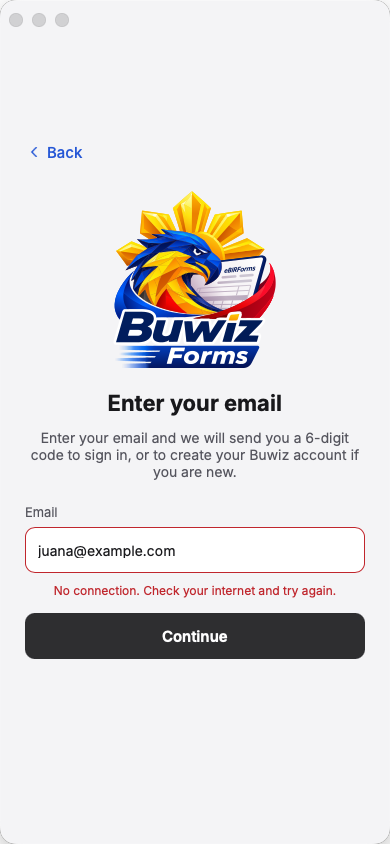 Back
eBIRForms
Buwiz
Forms
Enter your email
Enter your email and we will send you a 6-digit
code to sign in, or to create your Buwiz account if
you are new.
Email
juana@example.com
No connection. Check your internet and try again.
Continue